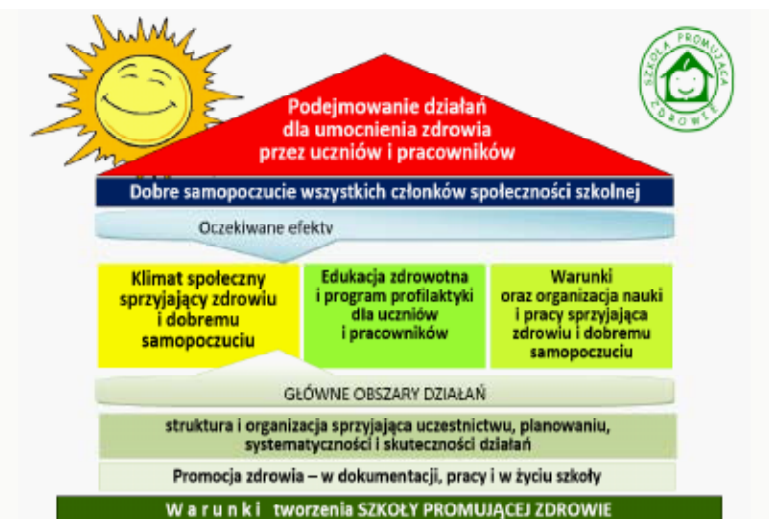 SZKOŁA PROMUJĄCA
ZDROWIE
Podejmowanie działań
dla umocnienia zdrowia
przez uczniów i pracowników
Dobre samopoczucie wszystkich członków społeczności szkolnej
Oczekiwane efekty
Klimat społeczny
sprzyjający zdrowiu
i dobremu
samopoczuciu
Edukacja zdrowotna
i program profilaktyki
dla uczniów
i pracowników
Warunki
oraz organizacja nauki
i pracy sprzyjająca
zdrowiu i dobremu
samopoczuciu
GŁÓWNE OBSZARY DZIAŁAŃ
struktura i organizacja sprzyjająca uczestnictwu, planowaniu,
systematyczności i skuteczności działań
Promocja zdrowia – w dokumentacji, pracy i w życiu szkoły
W a r u n k i tworzenia SZKOŁY PROMUJĄCEJ ZDROWIE